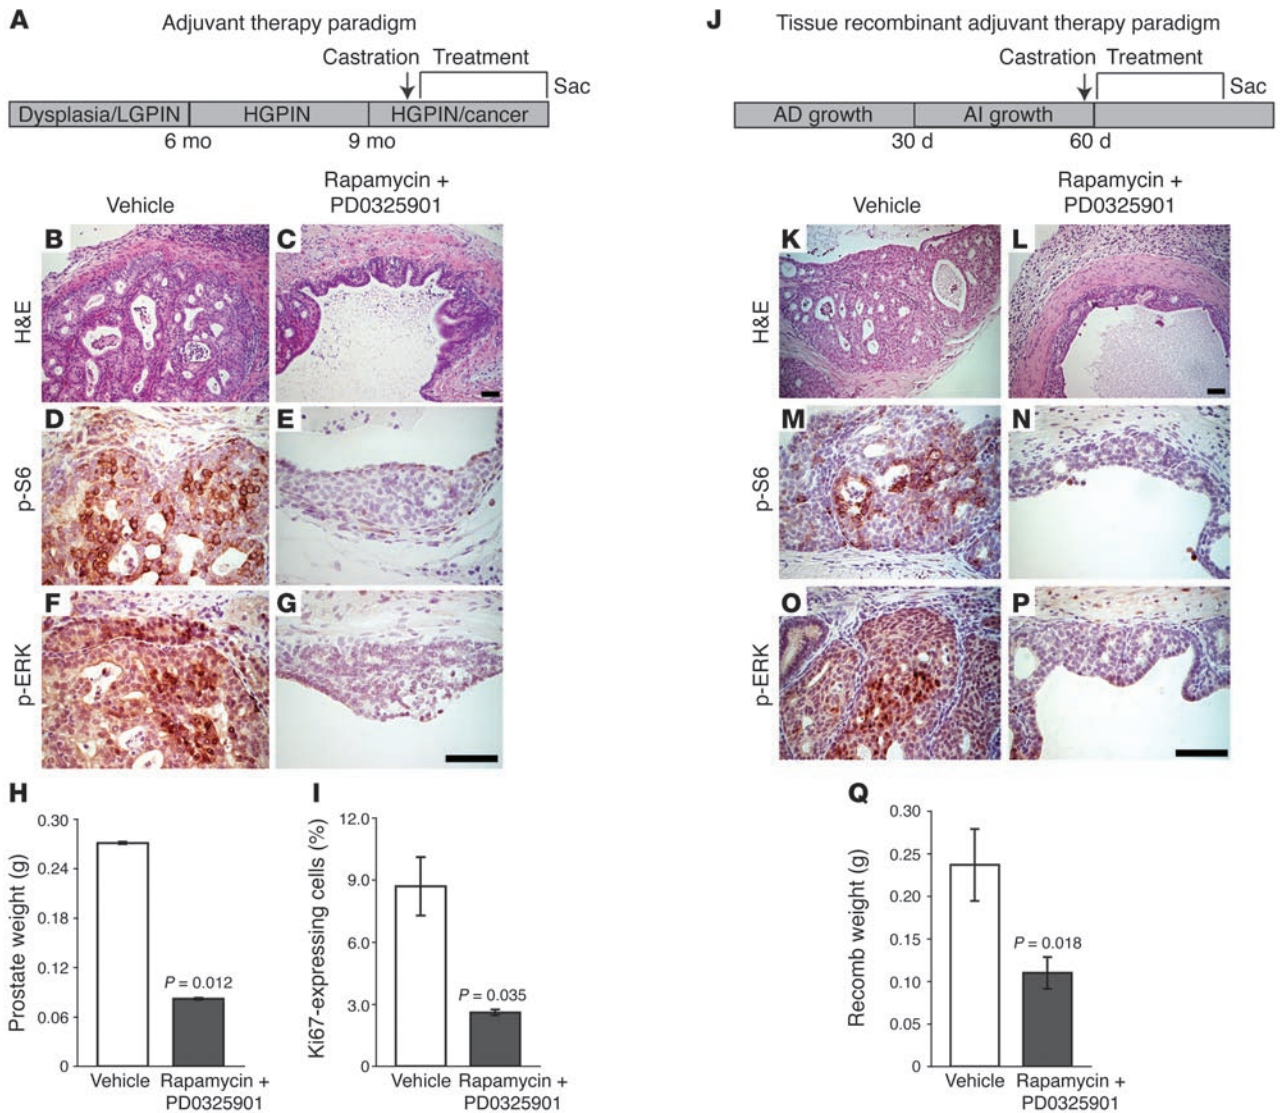 A
Adjuvant therapy paradigm
Castration
Treatment
Sac
Dysplasia/LGPIN
HGPIN
HGPIN/cancer
6 mo
9 mo
Vehicle
Rapamycin +
PD0325901
H&E
B
C
p-S6
D
E
p-ERK
F
G
H
Prostate weight (g)
0.30
0.24
0.18
0.12
0.06
0
P = 0.012
Vehicle
Rapamycin +
PD0325901
I
Ki67-expressing cells (%)
12.0
9.0
6.0
3.0
0
P = 0.035
Vehicle
Rapamycin +
PD0325901
J
Tissue recombinant adjuvant therapy paradigm
Castration
Treatment
Sac
AD growth
AI growth
30 d
60 d
Vehicle
Rapamycin +
PD0325901
H&E
K
L
p-S6
M
N
p-ERK
O
P
Q
Recomb weight (g)
0.30
0.25
0.20
0.15
0.10
0.05
0
P = 0.018
Vehicle
Rapamycin +
PD0325901